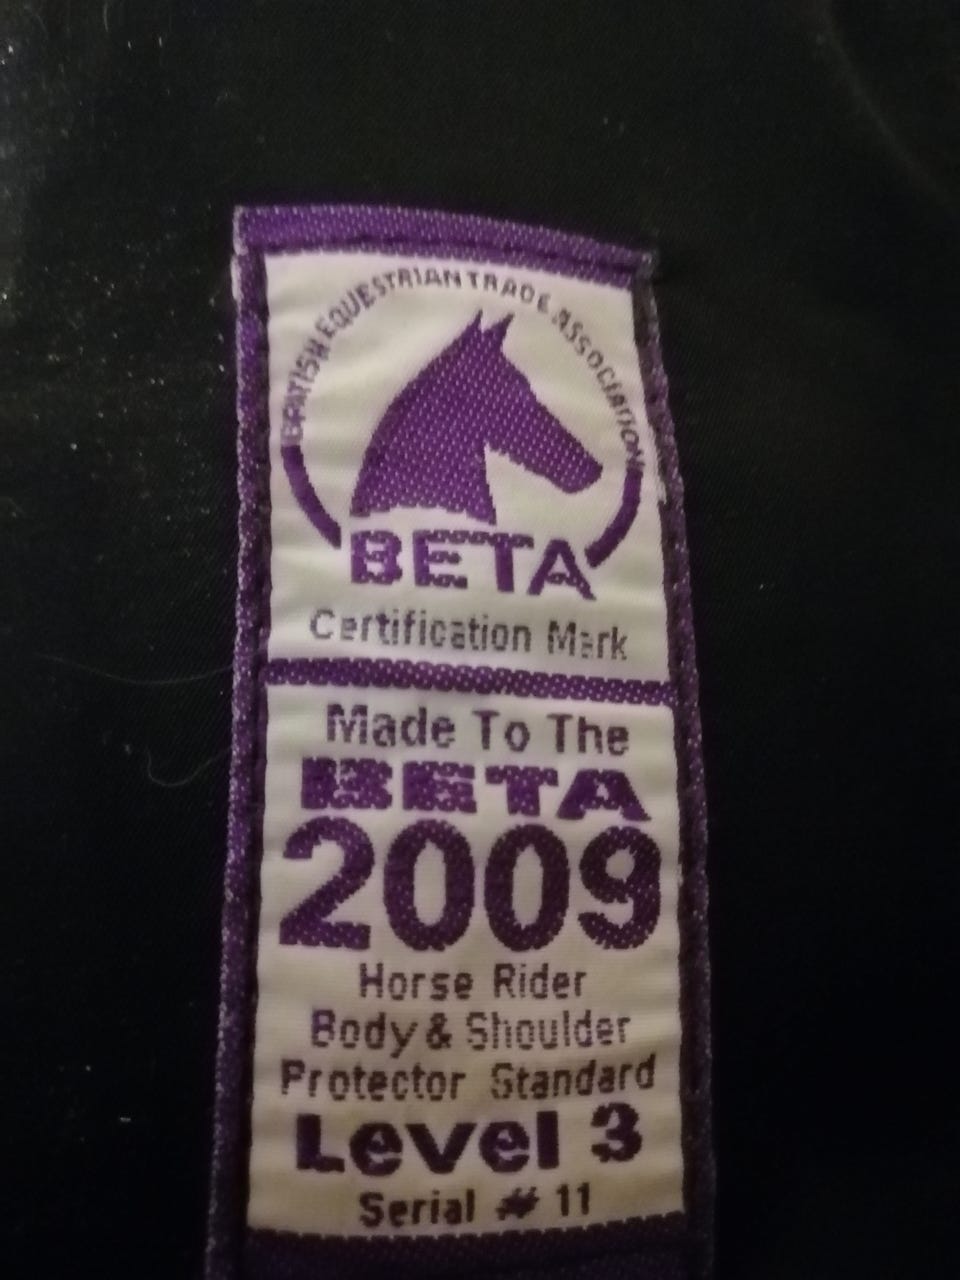 BRITISH EQUESTRIAN TRADE ASSOCIATION
BETA
Certification Mark
Made To The
BETA
2009
Horse Rider
Body & Shoulder
Protector Standard
Level 3
Serial # 11